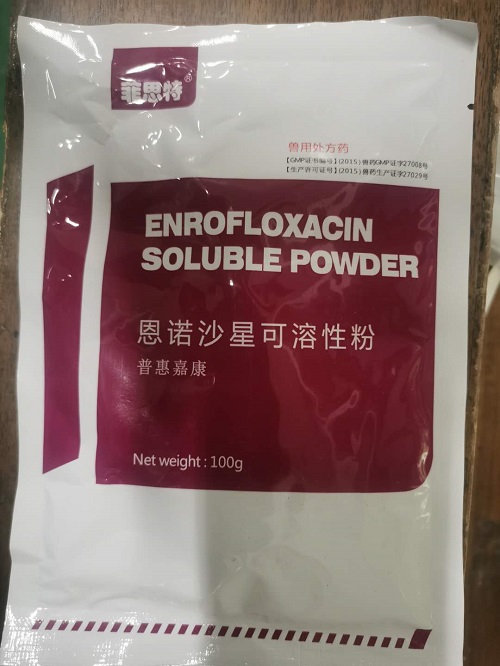 菲思特®
兽用处方药
【GMP证书编号】(2015)兽药GMP证字27008号
【生产许可证号】(2015)兽药生产证字27029号
ENROFLOXACIN
SOLUBLE POWDER
恩诺沙星可溶性粉
普惠嘉康
Net weight : 100g